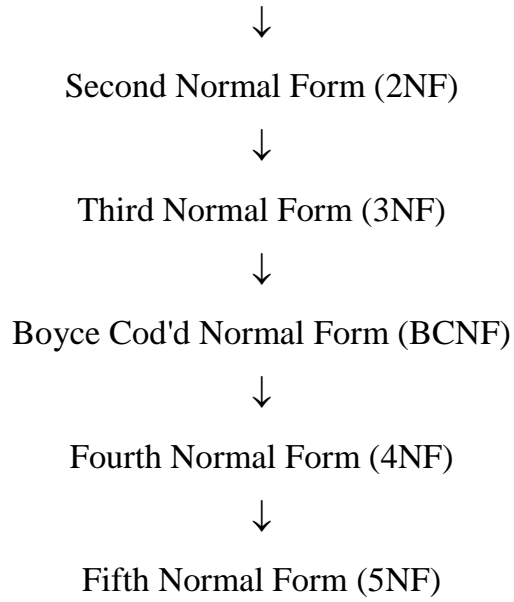 ↓
Second Normal Form (2NF)
↓
Third Normal Form (3NF)
↓
Boyce Cod'd Normal Form (BCNF)
↓
Fourth Normal Form (4NF)
↓
Fifth Normal Form (5NF)